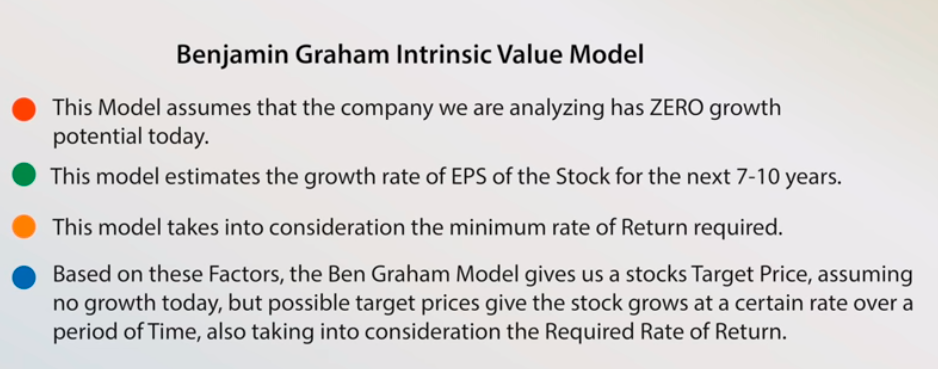 Benjamin Graham Intrinsic Value Model
This Model assumes that the company we are analyzing has ZERO growth
potential today.
This model estimates the growth rate of EPS of the Stock for the next 7-10 years.
This model takes into consideration the minimum rate of Return required.
Based on these Factors, the Ben Graham Model gives us a stocks Target Price, assuming
no growth today, but possible target prices give the stock grows at a certain rate over a
period of Time, also taking into consideration the Required Rate of Return.